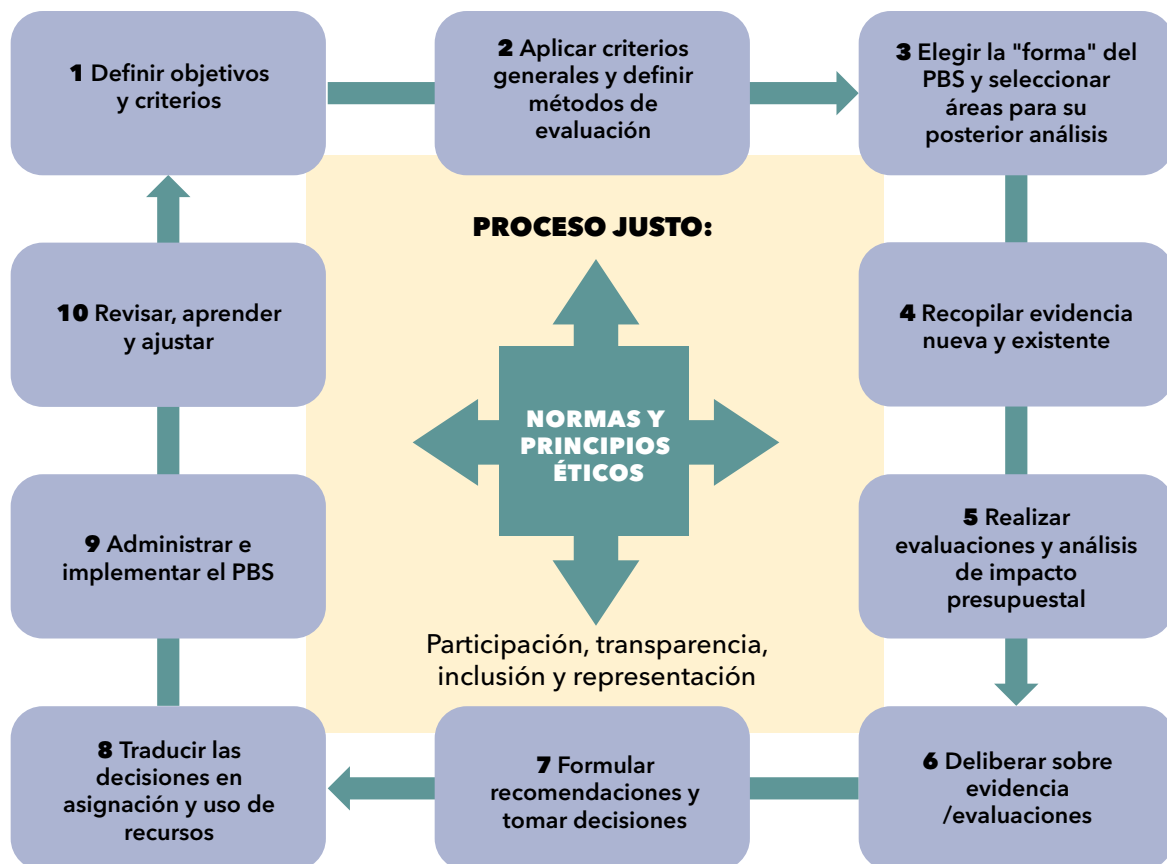 1 Definir objetivos
y criterios
2 Aplicar criterios
generales y definir
métodos de
evaluación
3 Elegir la "forma" del
PBS y seleccionar
áreas para su
posterior análisis
PROCESO JUSTO:
10 Revisar, aprender
y ajustar
4 Recopilar evidencia
nueva y existente
NORMAS Y
PRINCIPIOS
ÉTICOS
9 Administrar e
implementar el PBS
5 Realizar
evaluaciones y análisis
de impacto
presupuestal
Participación, transparencia,
inclusión y representación
8 Traducir las
decisiones en
asignación y uso de
recursos
7 Formular
recomendaciones y
tomar decisiones
6 Deliberar sobre
evidencia
/evaluaciones